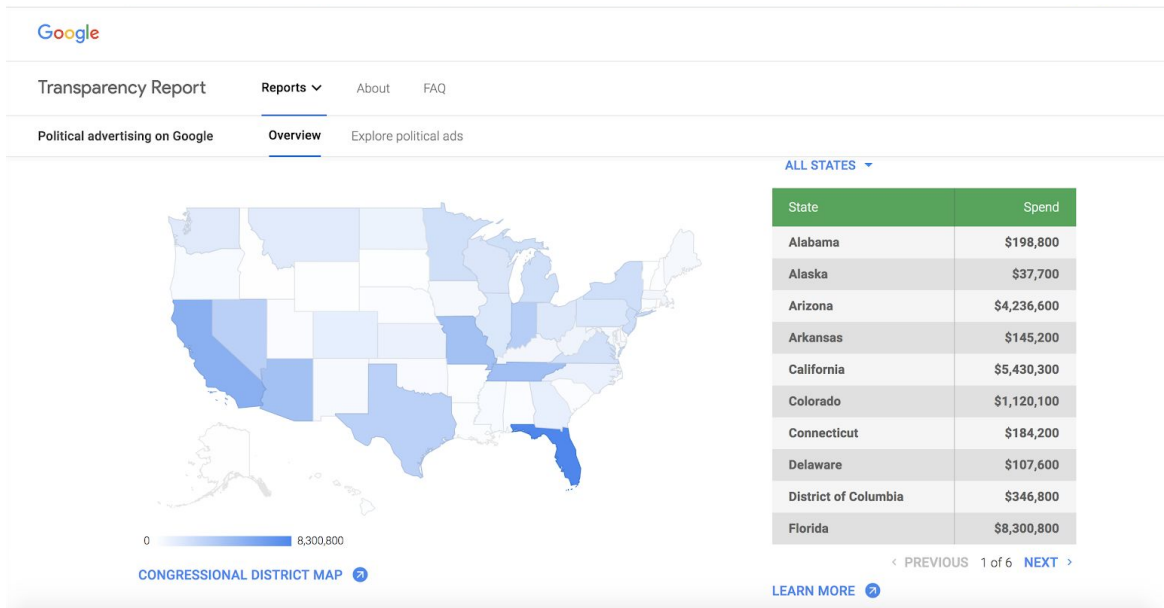 Google
Transparency Report Reports About FAQ
Political advertising on Google Overview Explore political ads
ALL STATES
State Spend
Alabama $198,800
Alaska $37,700
Arizona $4,236,600
Arkansas $145,200
California $5,430,300
Colorado $1,120,100
Connecticut $184,200
Delaware $107,600
District of Columbia $346,800
Florida $8,300,800
0 8,300,800
< PREVIOUS 1 of 6 NEXT >
CONGRESSIONAL DISTRICT MAP
LEARN MORE